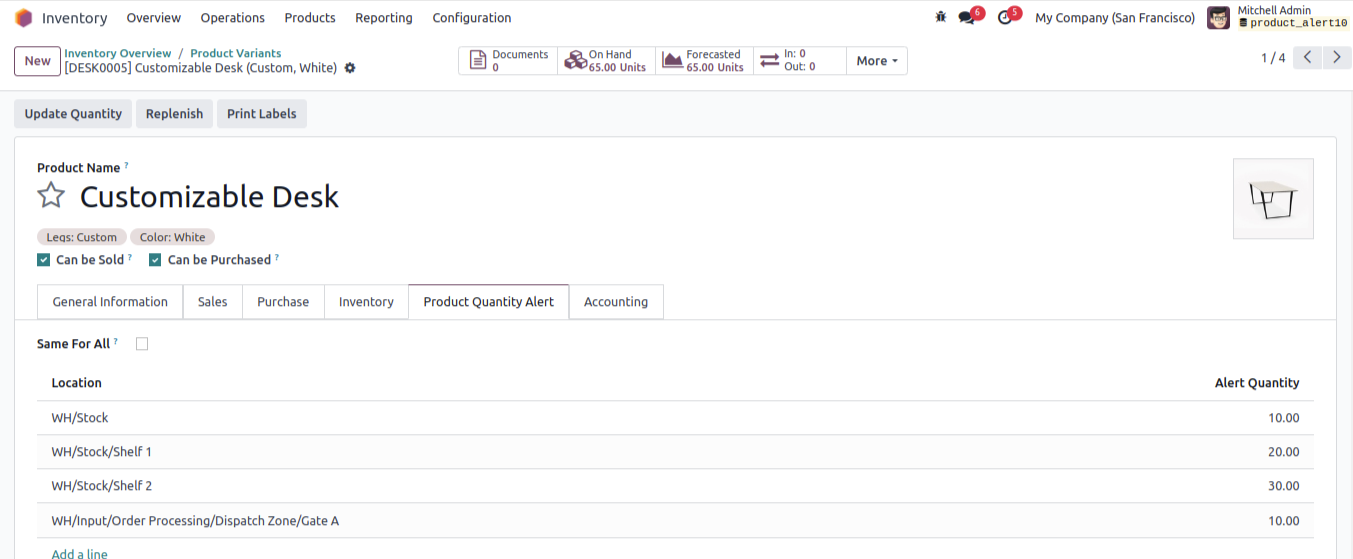 Inventory Overview Operations Products Reporting Configuration 6 5 My Company (San Francisco) Mitchell Admin
product_alert10
New Inventory Overview / Product Variants
[DESK0005] Customizable Desk (Custom, White)
Documents 0
On Hand 65.00 Units
Forecasted 65.00 Units
In: 0
Out: 0
More
1 / 4
Update Quantity Replenish Print Labels
Product Name ?
Customizable Desk
Legs: Custom Color: White
Can be Sold ? Can be Purchased ?
General Information Sales Purchase Inventory Product Quantity Alert Accounting
Same For All ?
Location Alert Quantity
WH/Stock 10.00
WH/Stock/Shelf 1 20.00
WH/Stock/Shelf 2 30.00
WH/Input/Order Processing/Dispatch Zone/Gate A 10.00
Add a line